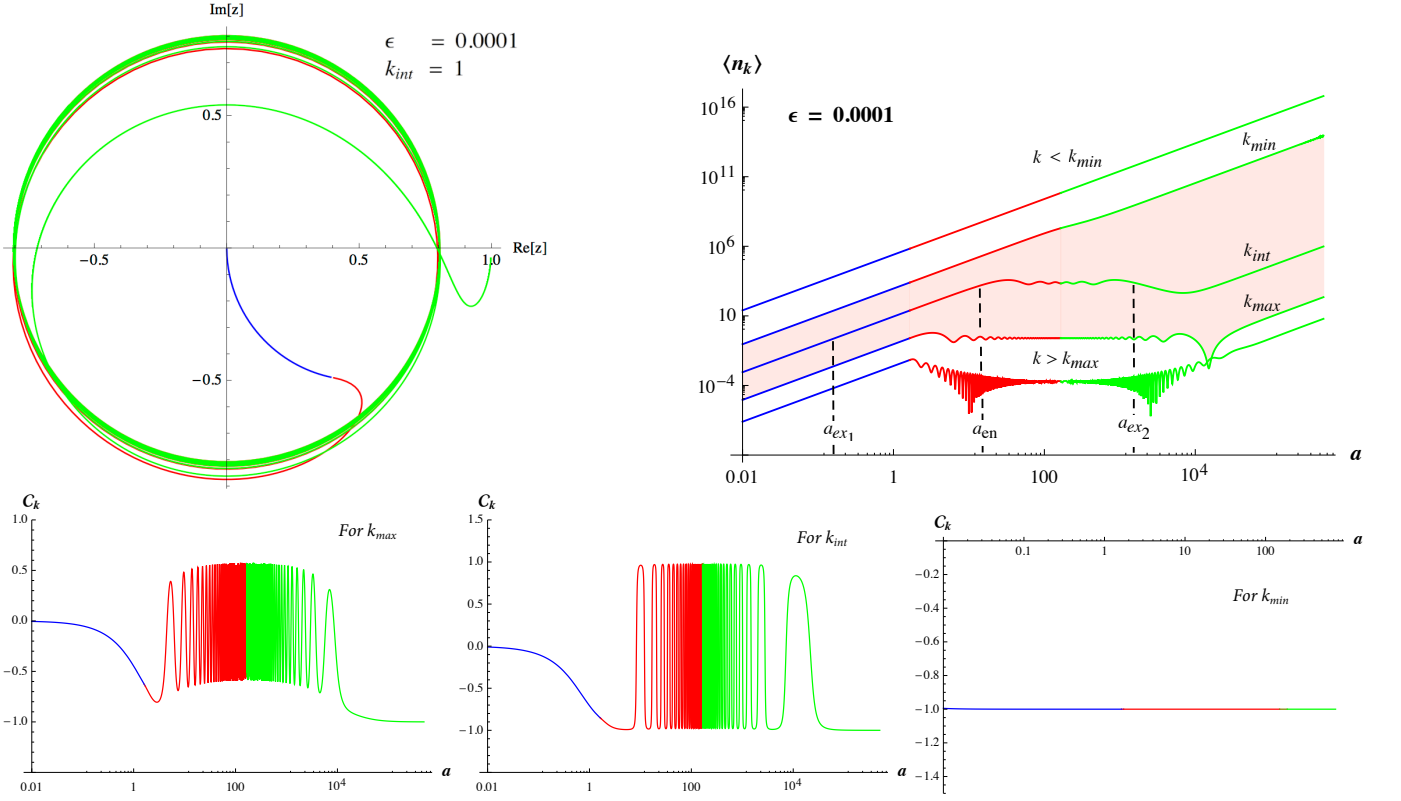 Im[z]
ϵ = 0.0001
k_int = 1
0.5
−0.5
0.5
1.0
Re[z]
−0.5
⟨n_k⟩
10^16
10^11
10^6
10
10^−4
ϵ = 0.0001
k < k_min
k_min
k_int
k_max
k > k_max
a_ex_1
a_en
a_ex_2
0.01
1
100
10^4
a
C_k
1.0
0.5
0.0
−0.5
−1.0
For k_max
0.01
1
100
10^4
a
C_k
1.5
1.0
0.5
0.0
−0.5
−1.0
For k_int
0.01
1
100
10^4
a
C_k
0.1
1
10
100
a
−0.2
−0.4
−0.6
−0.8
−1.0
−1.2
−1.4
For k_min